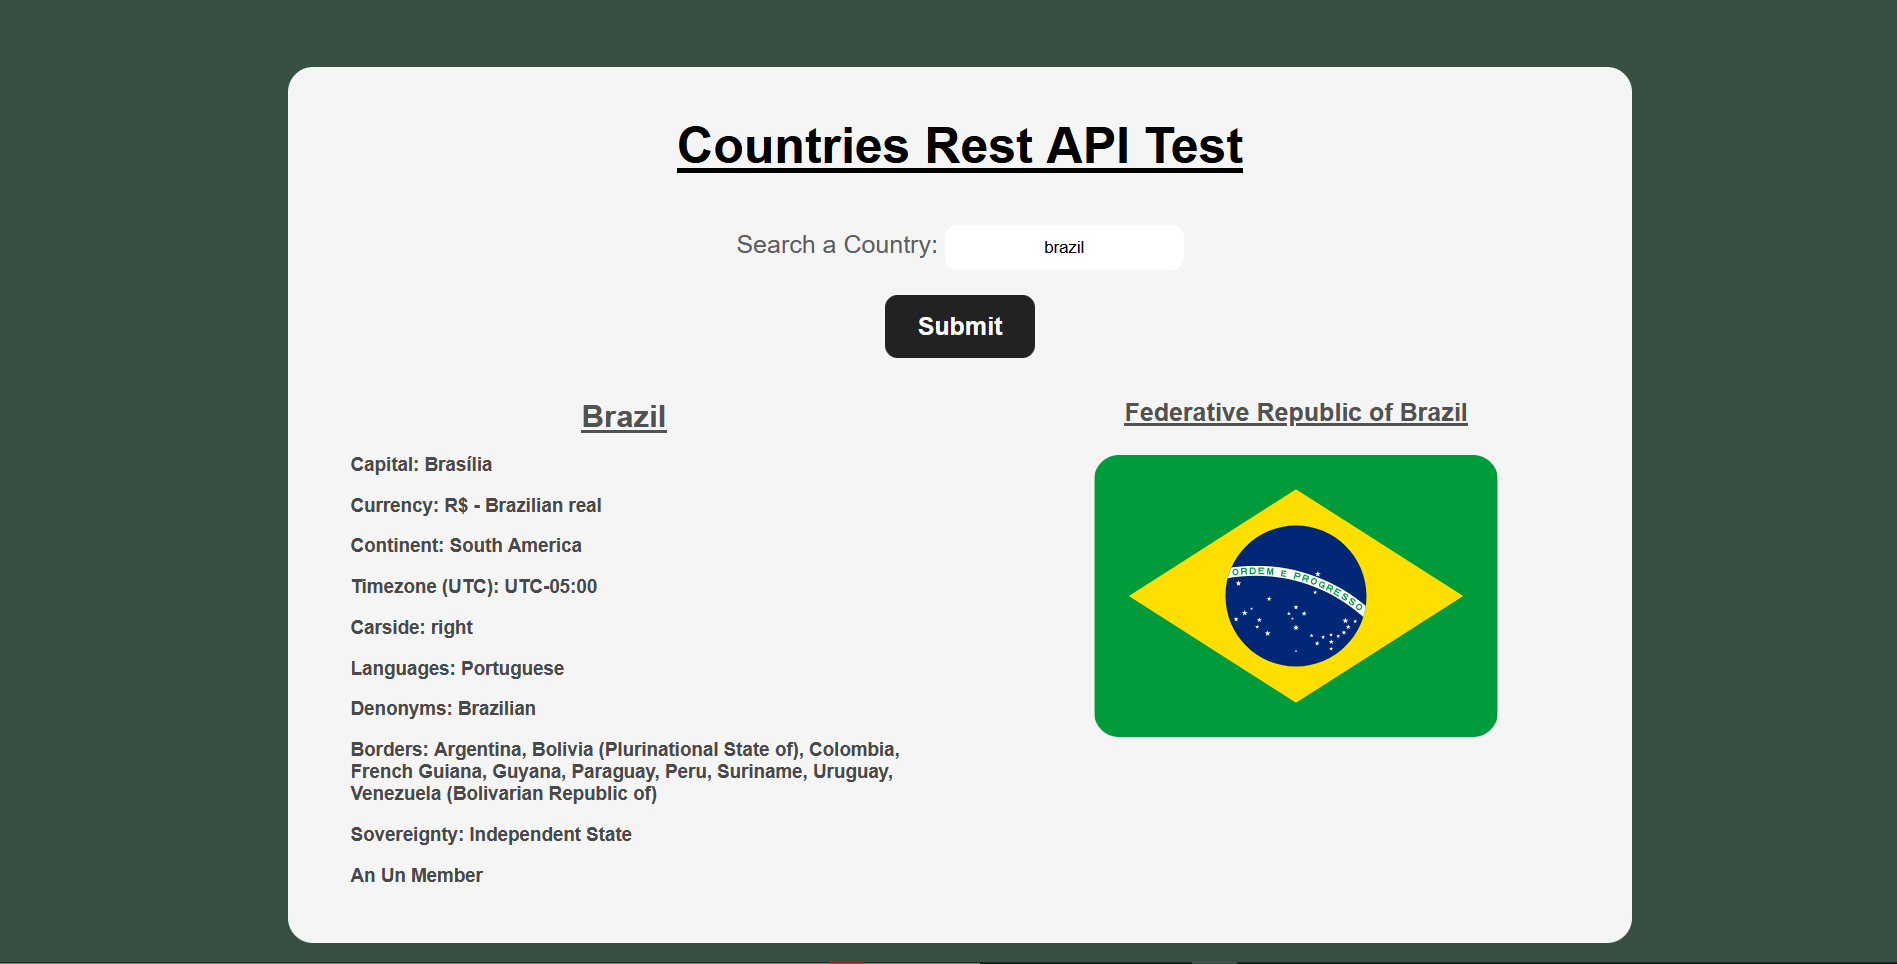 Countries Rest API Test
Search a Country: brazil
Submit
Brazil
Capital: Brasília
Currency: R$ - Brazilian real
Continent: South America
Timezone (UTC): UTC-05:00
Carside: right
Languages: Portuguese
Denonyms: Brazilian
Borders: Argentina, Bolivia (Plurinational State of), Colombia,
French Guiana, Guyana, Paraguay, Peru, Suriname, Uruguay,
Venezuela (Bolivarian Republic of)
Sovereignty: Independent State
An Un Member
Federative Republic of Brazil
ORDEM E PROGRESSO